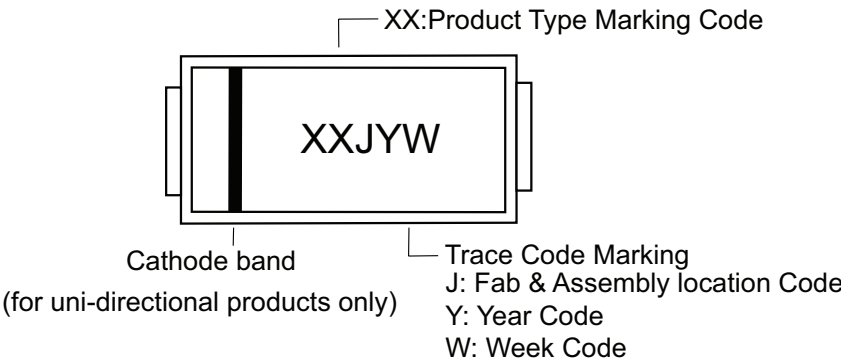 XX:Product Type Marking Code
XXJYW
Cathode band
(for uni-directional products only)
Trace Code Marking
J: Fab & Assembly location Code
Y: Year Code
W: Week Code